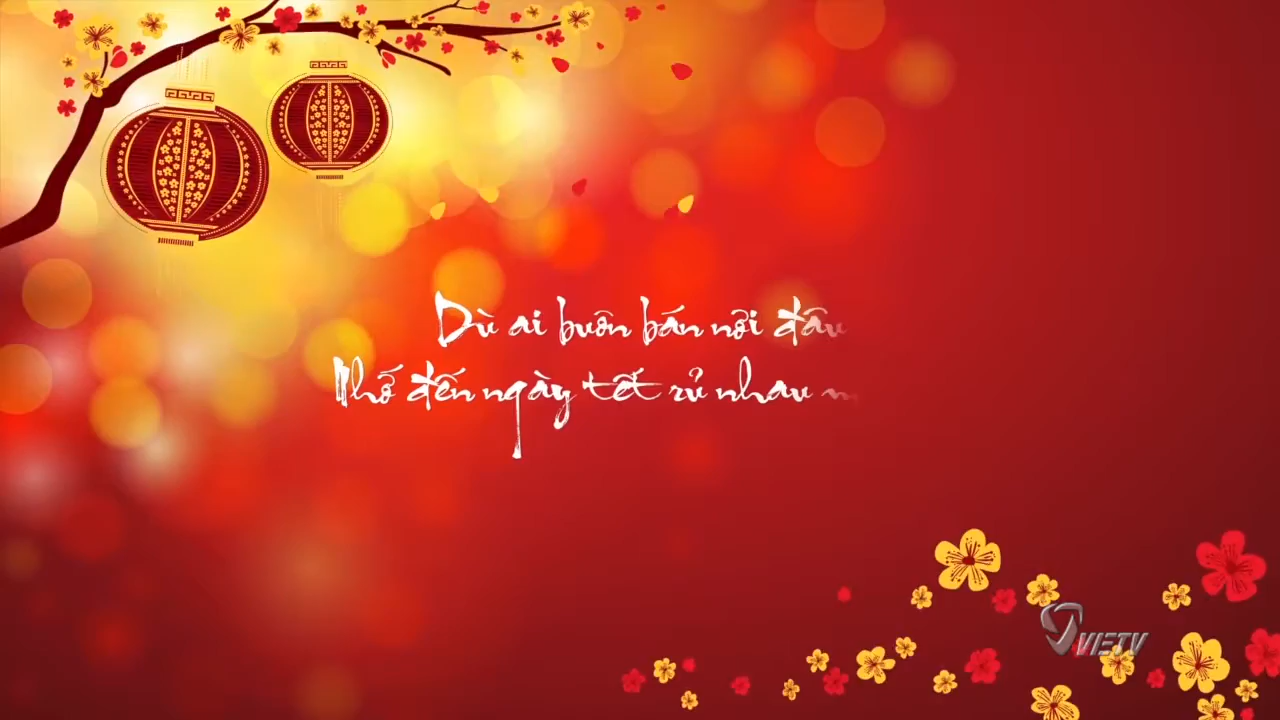 Dù ai buôn bán nơi đâu
Nhớ đến ngày tết rủ nhau
VIETV